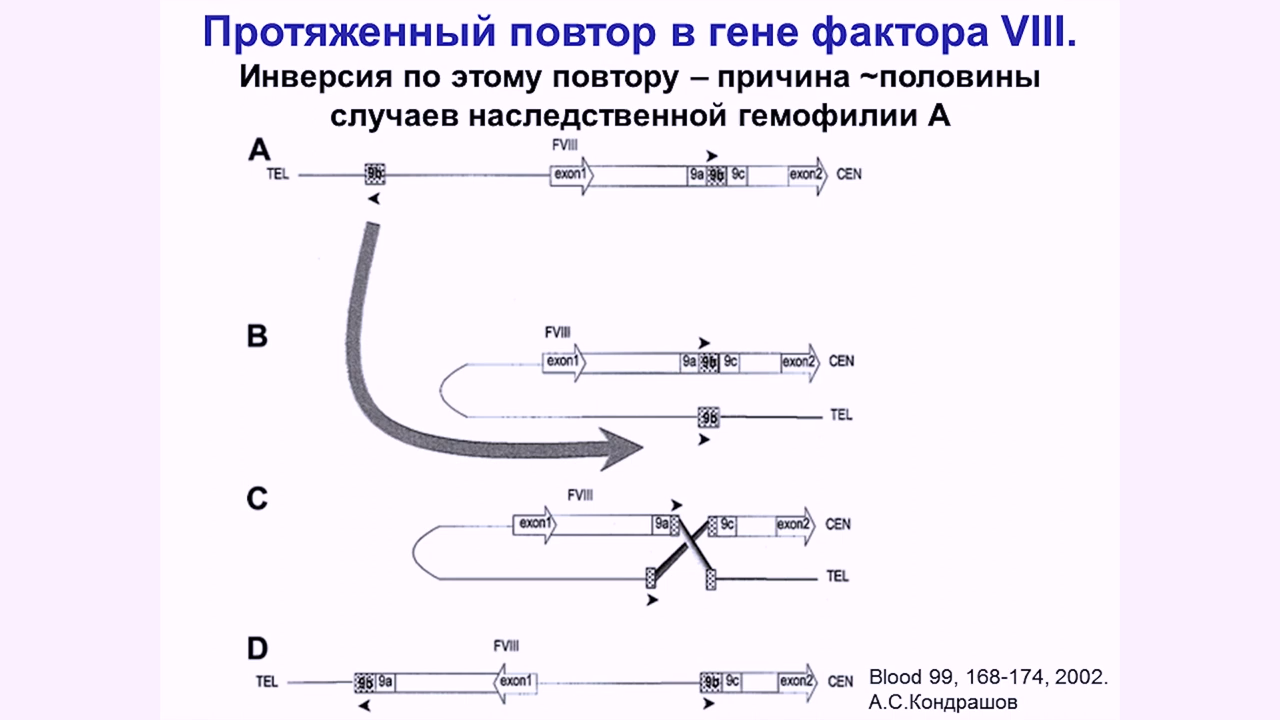 Протяженный повтор в гене фактора VIII.
Инверсия по этому повтору – причина ~половины
случаев наследственной гемофилии А
A
FVIII
TEL 9b exon1 9a 9b 9c exon2 CEN
B
FVIII
exon1 9a 9b 9c exon2 CEN
9b TEL
C
FVIII
exon1 9a 9c exon2 CEN
TEL
D
FVIII
TEL 9b 9a exon1 9b 9c exon2 CEN
Blood 99, 168-174, 2002.
А.С.Кондрашов